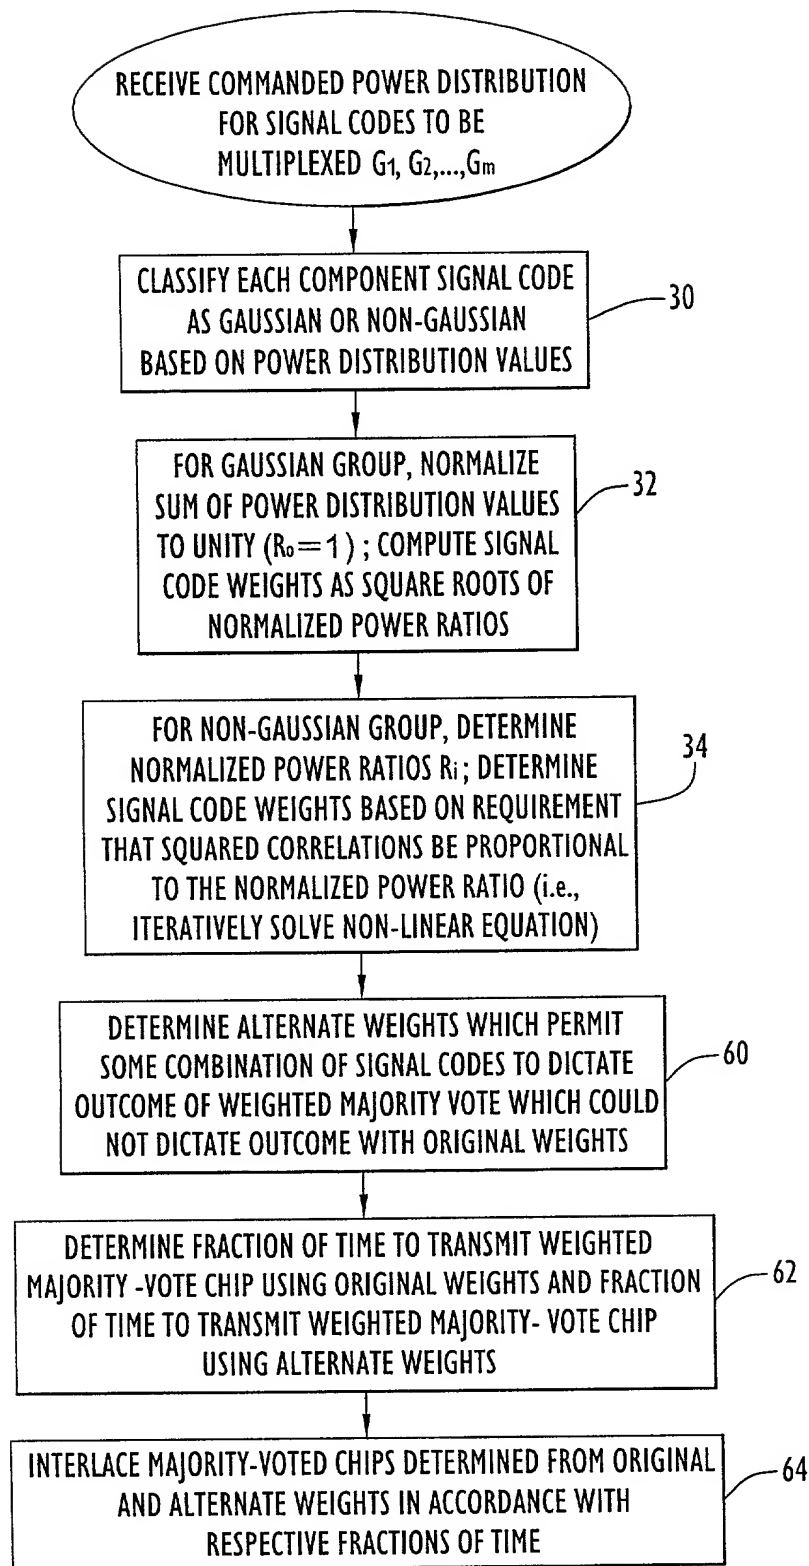 RECEIVE COMMANDED POWER DISTRIBUTION
FOR SIGNAL CODES TO BE
MULTIPLEXED G1, G2,...,Gm
CLASSIFY EACH COMPONENT SIGNAL CODE
AS GAUSSIAN OR NON-GAUSSIAN
BASED ON POWER DISTRIBUTION VALUES
30
FOR GAUSSIAN GROUP, NORMALIZE
SUM OF POWER DISTRIBUTION VALUES
TO UNITY (Ro=1) ; COMPUTE SIGNAL
CODE WEIGHTS AS SQUARE ROOTS OF
NORMALIZED POWER RATIOS
32
FOR NON-GAUSSIAN GROUP, DETERMINE
NORMALIZED POWER RATIOS Ri; DETERMINE
SIGNAL CODE WEIGHTS BASED ON REQUIREMENT
THAT SQUARED CORRELATIONS BE PROPORTIONAL
TO THE NORMALIZED POWER RATIO (i.e.,
ITERATIVELY SOLVE NON-LINEAR EQUATION)
34
DETERMINE ALTERNATE WEIGHTS WHICH PERMIT
SOME COMBINATION OF SIGNAL CODES TO DICTATE
OUTCOME OF WEIGHTED MAJORITY VOTE WHICH COULD
NOT DICTATE OUTCOME WITH ORIGINAL WEIGHTS
60
DETERMINE FRACTION OF TIME TO TRANSMIT WEIGHTED
MAJORITY -VOTE CHIP USING ORIGINAL WEIGHTS AND FRACTION
OF TIME TO TRANSMIT WEIGHTED MAJORITY- VOTE CHIP
USING ALTERNATE WEIGHTS
62
INTERLACE MAJORITY-VOTED CHIPS DETERMINED FROM ORIGINAL
AND ALTERNATE WEIGHTS IN ACCORDANCE WITH
RESPECTIVE FRACTIONS OF TIME
64